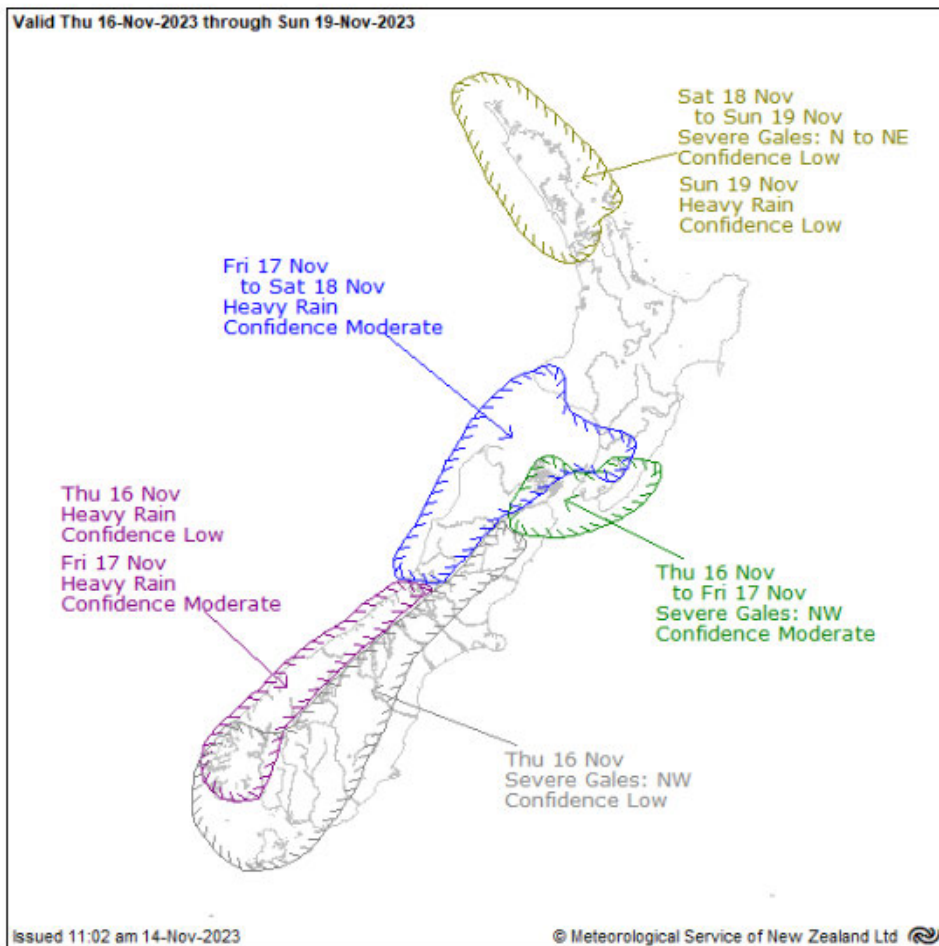 Valid Thu 16-Nov-2023 through Sun 19-Nov-2023
Sat 18 Nov
to Sun 19 Nov
Severe Gales: N to NE
Confidence Low
Sun 19 Nov
Heavy Rain
Confidence Low
Fri 17 Nov
to Sat 18 Nov
Heavy Rain
Confidence Moderate
Thu 16 Nov
Heavy Rain
Confidence Low
Fri 17 Nov
Heavy Rain
Confidence Moderate
Thu 16 Nov
to Fri 17 Nov
Severe Gales: NW
Confidence Moderate
Thu 16 Nov
Severe Gales: NW
Confidence Low
Issued 11:02 am 14-Nov-2023
© Meteorological Service of New Zealand Ltd